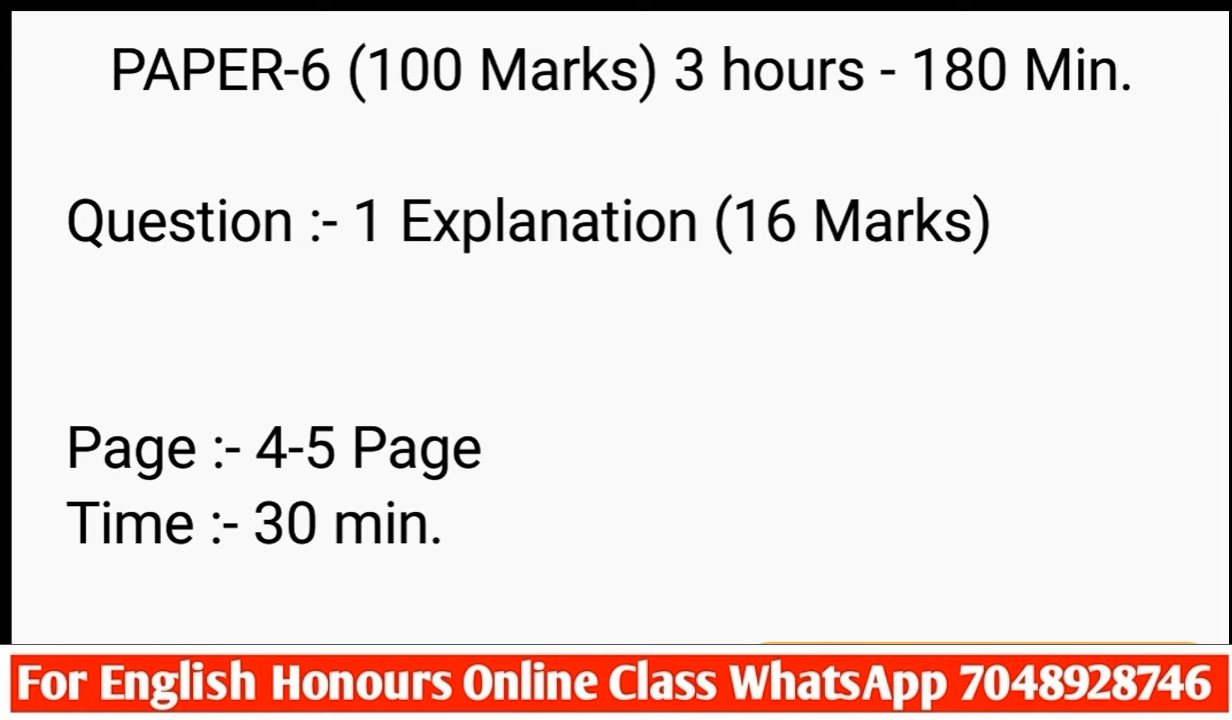 PAPER-6 (100 Marks) 3 hours - 180 Min.
Question :- 1 Explanation (16 Marks)
Page :- 4-5 Page
Time :- 30 min.
For English Honours Online Class WhatsApp 7048928746